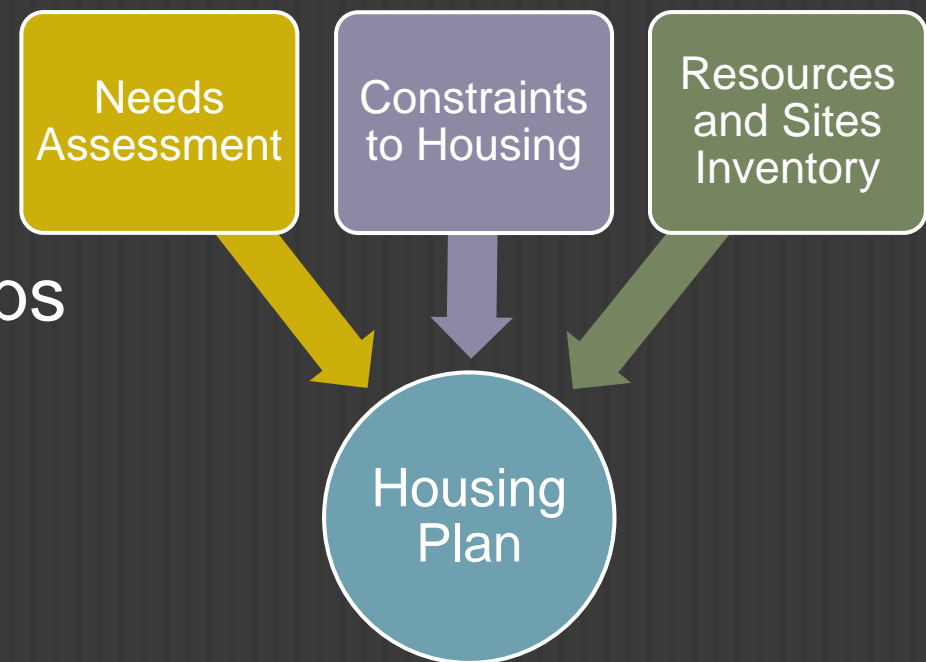 Needs
Assessment
Constraints
to Housing
Resources
and Sites
Inventory
Housing
Plan